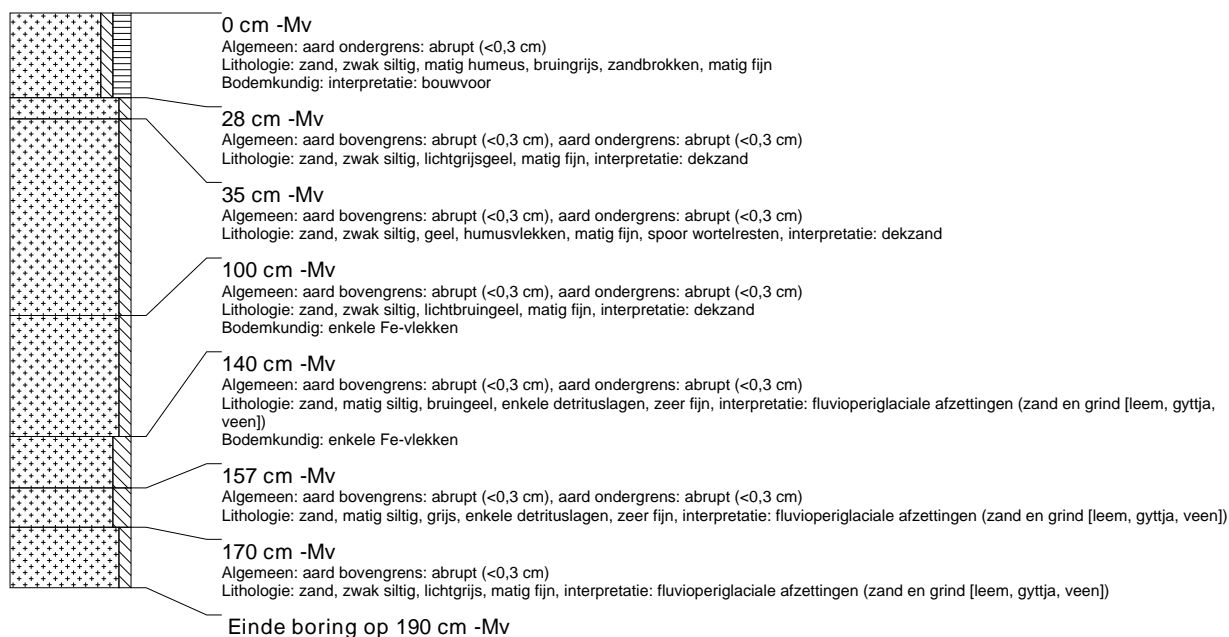 0 cm -Mv
Algemeen: aard ondergrens: abrupt (<0,3 cm)
Lithologie: zand, zwak siltig, matig humeus, bruingrijs, zandbrokken, matig fijn
Bodemkundig: interpretatie: bouwvoor
28 cm -Mv
Algemeen: aard bovengrens: abrupt (<0,3 cm), aard ondergrens: abrupt (<0,3 cm)
Lithologie: zand, zwak siltig, lichtgrijsgeel, matig fijn, interpretatie: dekzand
35 cm -Mv
Algemeen: aard bovengrens: abrupt (<0,3 cm), aard ondergrens: abrupt (<0,3 cm)
Lithologie: zand, zwak siltig, geel, humusvlekken, matig fijn, spoor wortelresten, interpretatie: dekzand
100 cm -Mv
Algemeen: aard bovengrens: abrupt (<0,3 cm), aard ondergrens: abrupt (<0,3 cm)
Lithologie: zand, zwak siltig, lichtbruingeel, matig fijn, interpretatie: dekzand
Bodemkundig: enkele Fe-vlekken
140 cm -Mv
Algemeen: aard bovengrens: abrupt (<0,3 cm), aard ondergrens: abrupt (<0,3 cm)
Lithologie: zand, matig siltig, bruingeel, enkele detrituslagen, zeer fijn, interpretatie: fluvioperiglaciale afzettingen (zand en grind [leem, gyttja,
veen])
Bodemkundig: enkele Fe-vlekken
157 cm -Mv
Algemeen: aard bovengrens: abrupt (<0,3 cm), aard ondergrens: abrupt (<0,3 cm)
Lithologie: zand, matig siltig, grijs, enkele detrituslagen, zeer fijn, interpretatie: fluvioperiglaciale afzettingen (zand en grind [leem, gyttja, veen])
170 cm -Mv
Algemeen: aard bovengrens: abrupt (<0,3 cm)
Lithologie: zand, zwak siltig, lichtgrijs, matig fijn, interpretatie: fluvioperiglaciale afzettingen (zand en grind [leem, gyttja, veen])
Einde boring op 190 cm -Mv